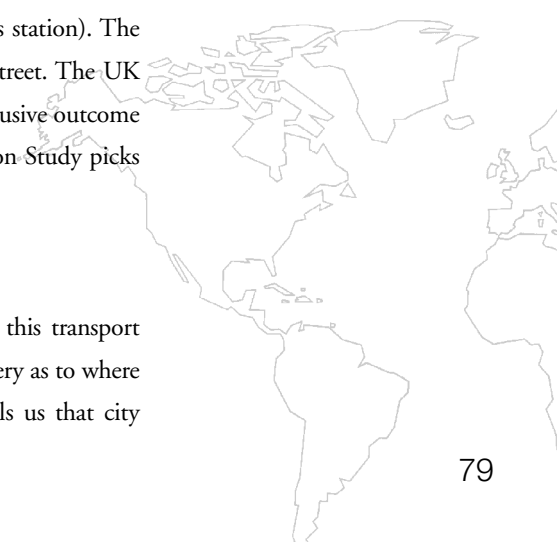 s station). The
treet. The UK
usive outcome
on Study picks
this transport
ery as to where
ls us that city
79